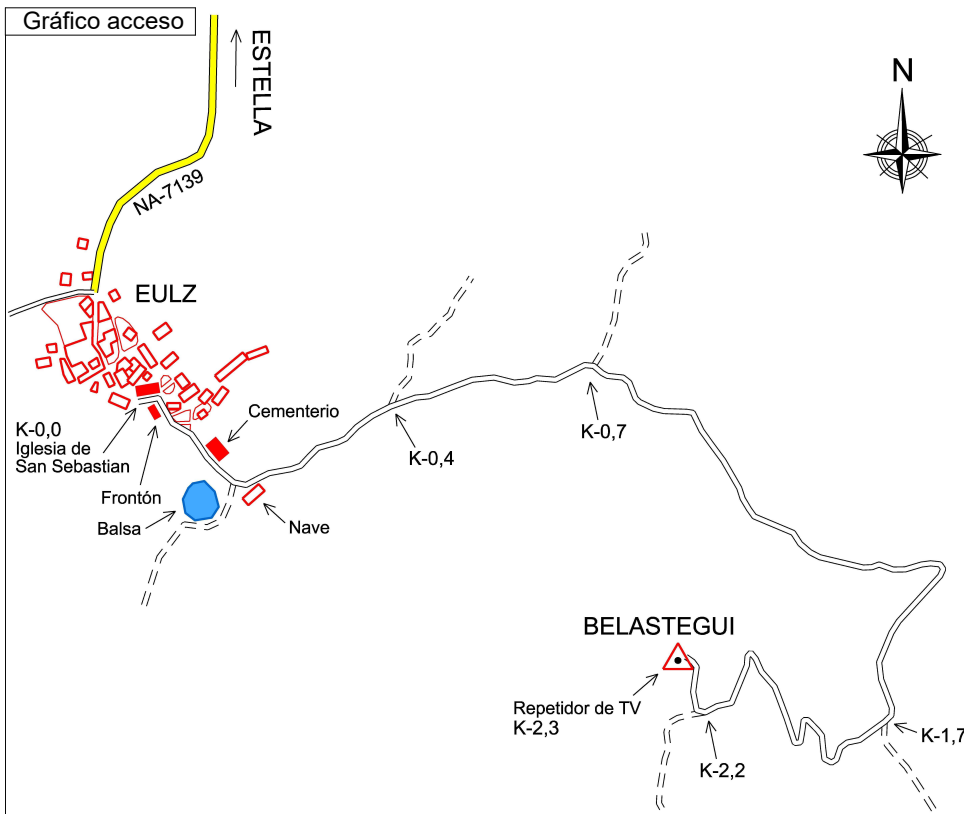 Gráfico acceso
ESTELLA
N
NA-7139
EULZ
Cementerio
K-0,0
Iglesia de
San Sebastian
K-0,4
K-0,7
Frontón
Balsa
Nave
BELASTEGUI
Repetidor de TV
K-2,3
K-1,7
K-2,2